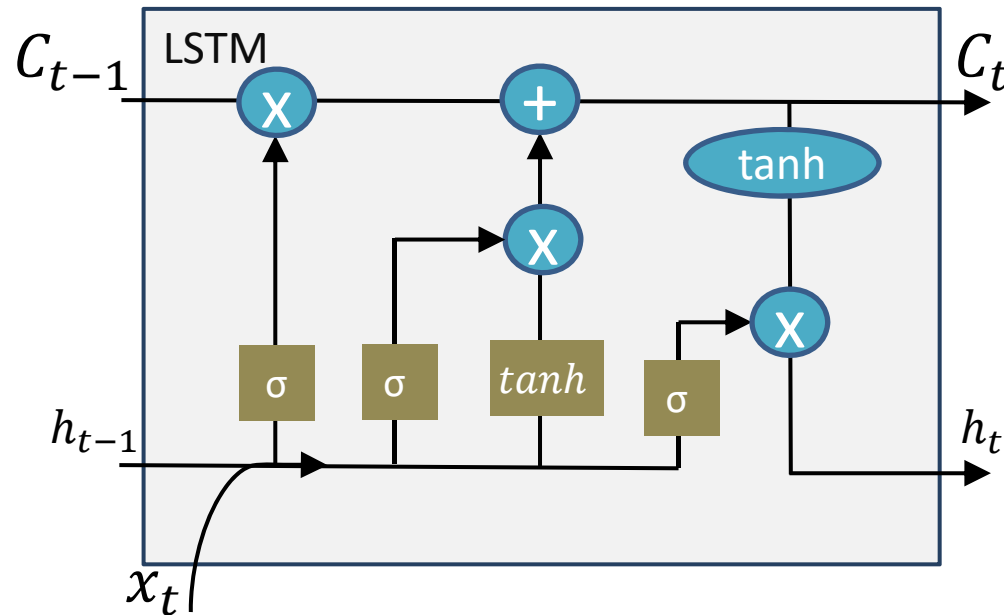 LSTM
C_{t-1}
X
+
C_t
tanh
X
X
σ
σ
tanh
σ
h_{t-1}
h_t
x_t